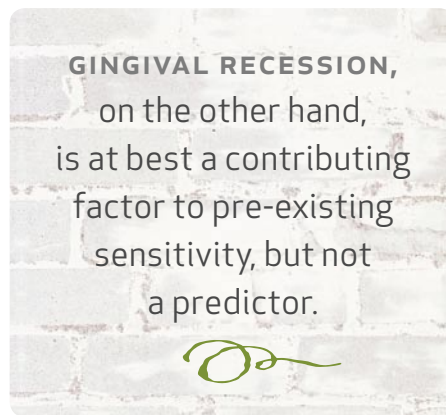 GINGIVAL RECESSION,
on the other hand,
is at best a contributing
factor to pre-existing
sensitivity, but not
a predictor.